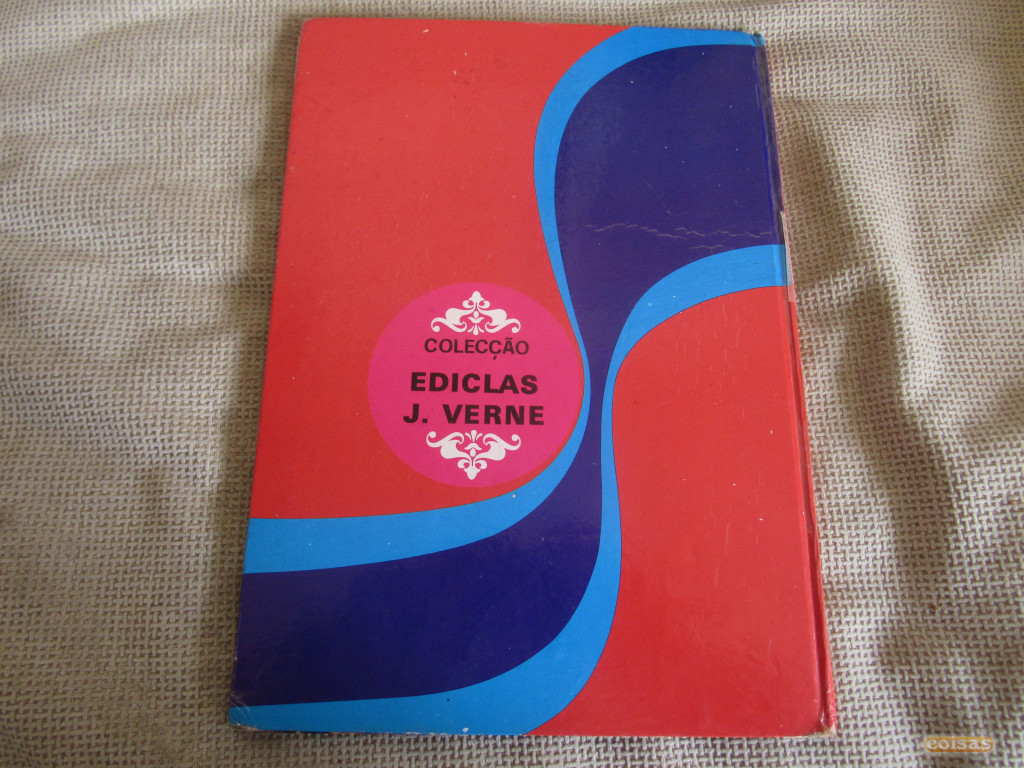 COLECÇÃO
EDICLAS
J. VERNE
coisas